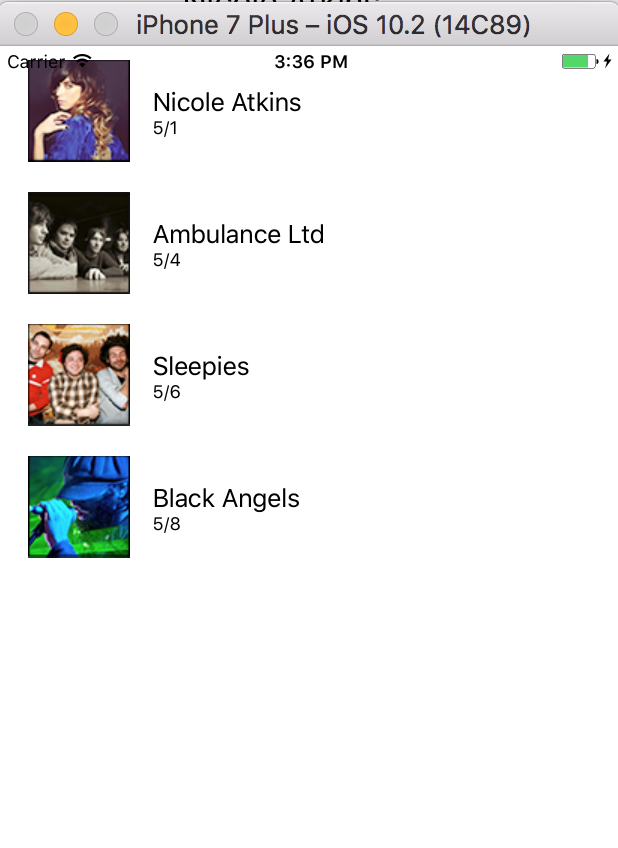 iPhone 7 Plus – iOS 10.2 (14C89)
Carrier 3:36 PM
Nicole Atkins
5/1
Ambulance Ltd
5/4
Sleepies
5/6
Black Angels
5/8